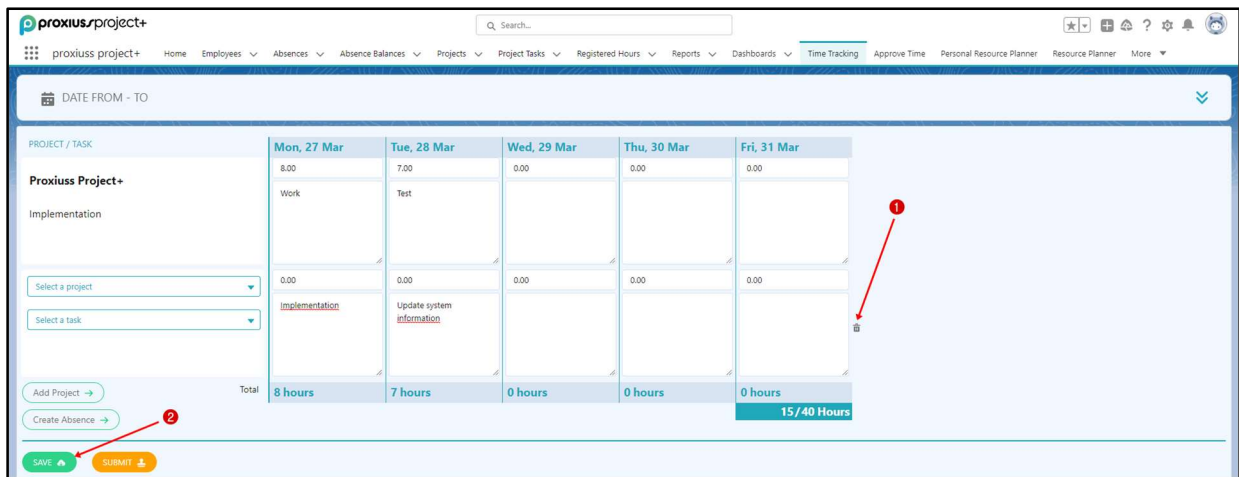 proxius/project+
Search...
proxiuss project+ Home Employees Absences Absence Balances Projects Project Tasks Registered Hours Reports Dashboards Time Tracking Approve Time Personal Resource Planner Resource Planner More
DATE FROM - TO
PROJECT / TASK Mon, 27 Mar Tue, 28 Mar Wed, 29 Mar Thu, 30 Mar Fri, 31 Mar
8.00 7.00 0.00 0.00 0.00
Proxiuss Project+
Work Test
Implementation
1
0.00 0.00 0.00 0.00 0.00
Select a project
Implementation Update system
information
Select a task
Add Project → Total 8 hours 7 hours 0 hours 0 hours 0 hours
15/40 Hours
Create Absence →
2
SAVE SUBMIT